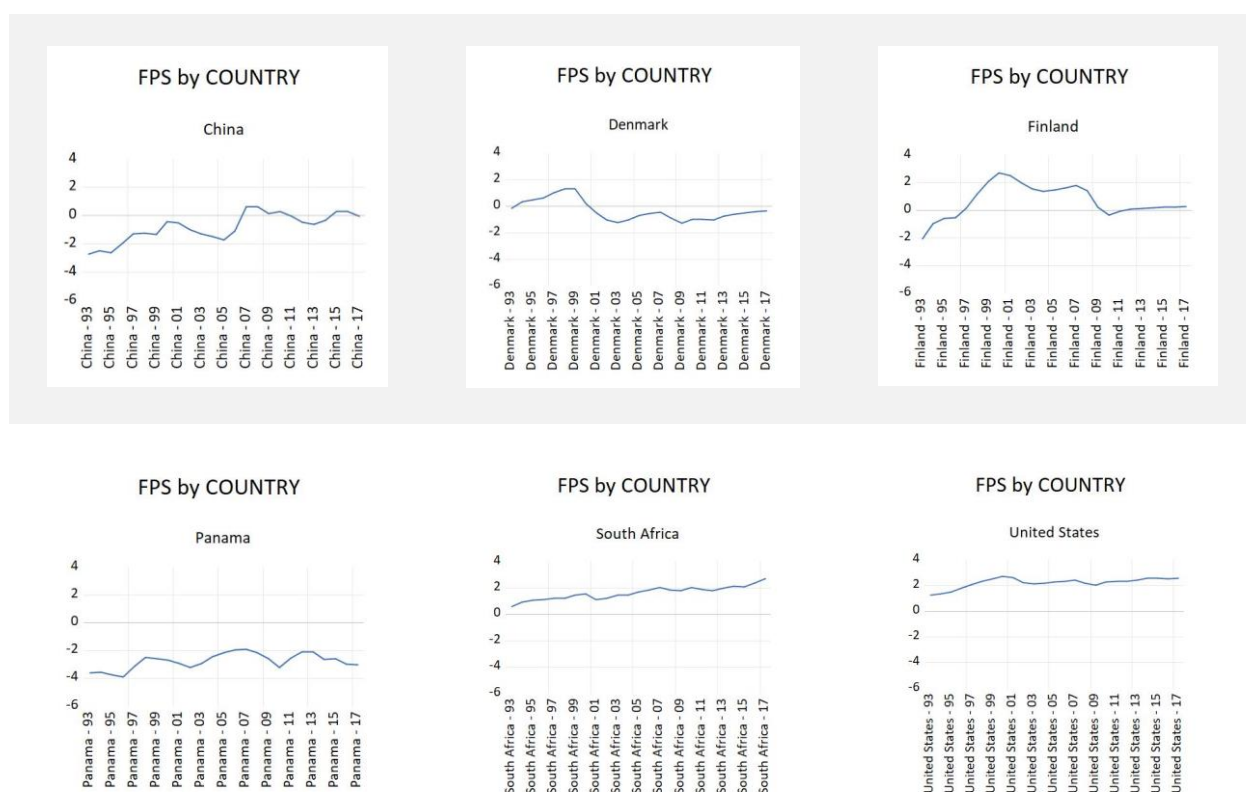 FPS by COUNTRY
China
4
2
0
-2
-4
-6
China - 93
China - 95
China - 97
China - 99
China - 01
China - 03
China - 05
China - 07
China - 09
China - 11
China - 13
China - 15
China - 17
FPS by COUNTRY
Denmark
4
2
0
-2
-4
-6
Denmark - 93
Denmark - 95
Denmark - 97
Denmark - 99
Denmark - 01
Denmark - 03
Denmark - 05
Denmark - 07
Denmark - 09
Denmark - 11
Denmark - 13
Denmark - 15
Denmark - 17
FPS by COUNTRY
Finland
4
2
0
-2
-4
-6
Finland - 93
Finland - 95
Finland - 97
Finland - 99
Finland - 01
Finland - 03
Finland - 05
Finland - 07
Finland - 09
Finland - 11
Finland - 13
Finland - 15
Finland - 17
FPS by COUNTRY
Panama
4
2
0
-2
-4
-6
Panama - 93
Panama - 95
Panama - 97
Panama - 99
Panama - 01
Panama - 03
Panama - 05
Panama - 07
Panama - 09
Panama - 11
Panama - 13
Panama - 15
Panama - 17
FPS by COUNTRY
South Africa
4
2
0
-2
-4
-6
South Africa - 93
South Africa - 95
South Africa - 97
South Africa - 99
South Africa - 01
South Africa - 03
South Africa - 05
South Africa - 07
South Africa - 09
South Africa - 11
South Africa - 13
South Africa - 15
South Africa - 17
FPS by COUNTRY
United States
4
2
0
-2
-4
-6
United States - 93
United States - 95
United States - 97
United States - 99
United States - 01
United States - 03
United States - 05
United States - 07
United States - 09
United States - 11
United States - 13
United States - 15
United States - 17